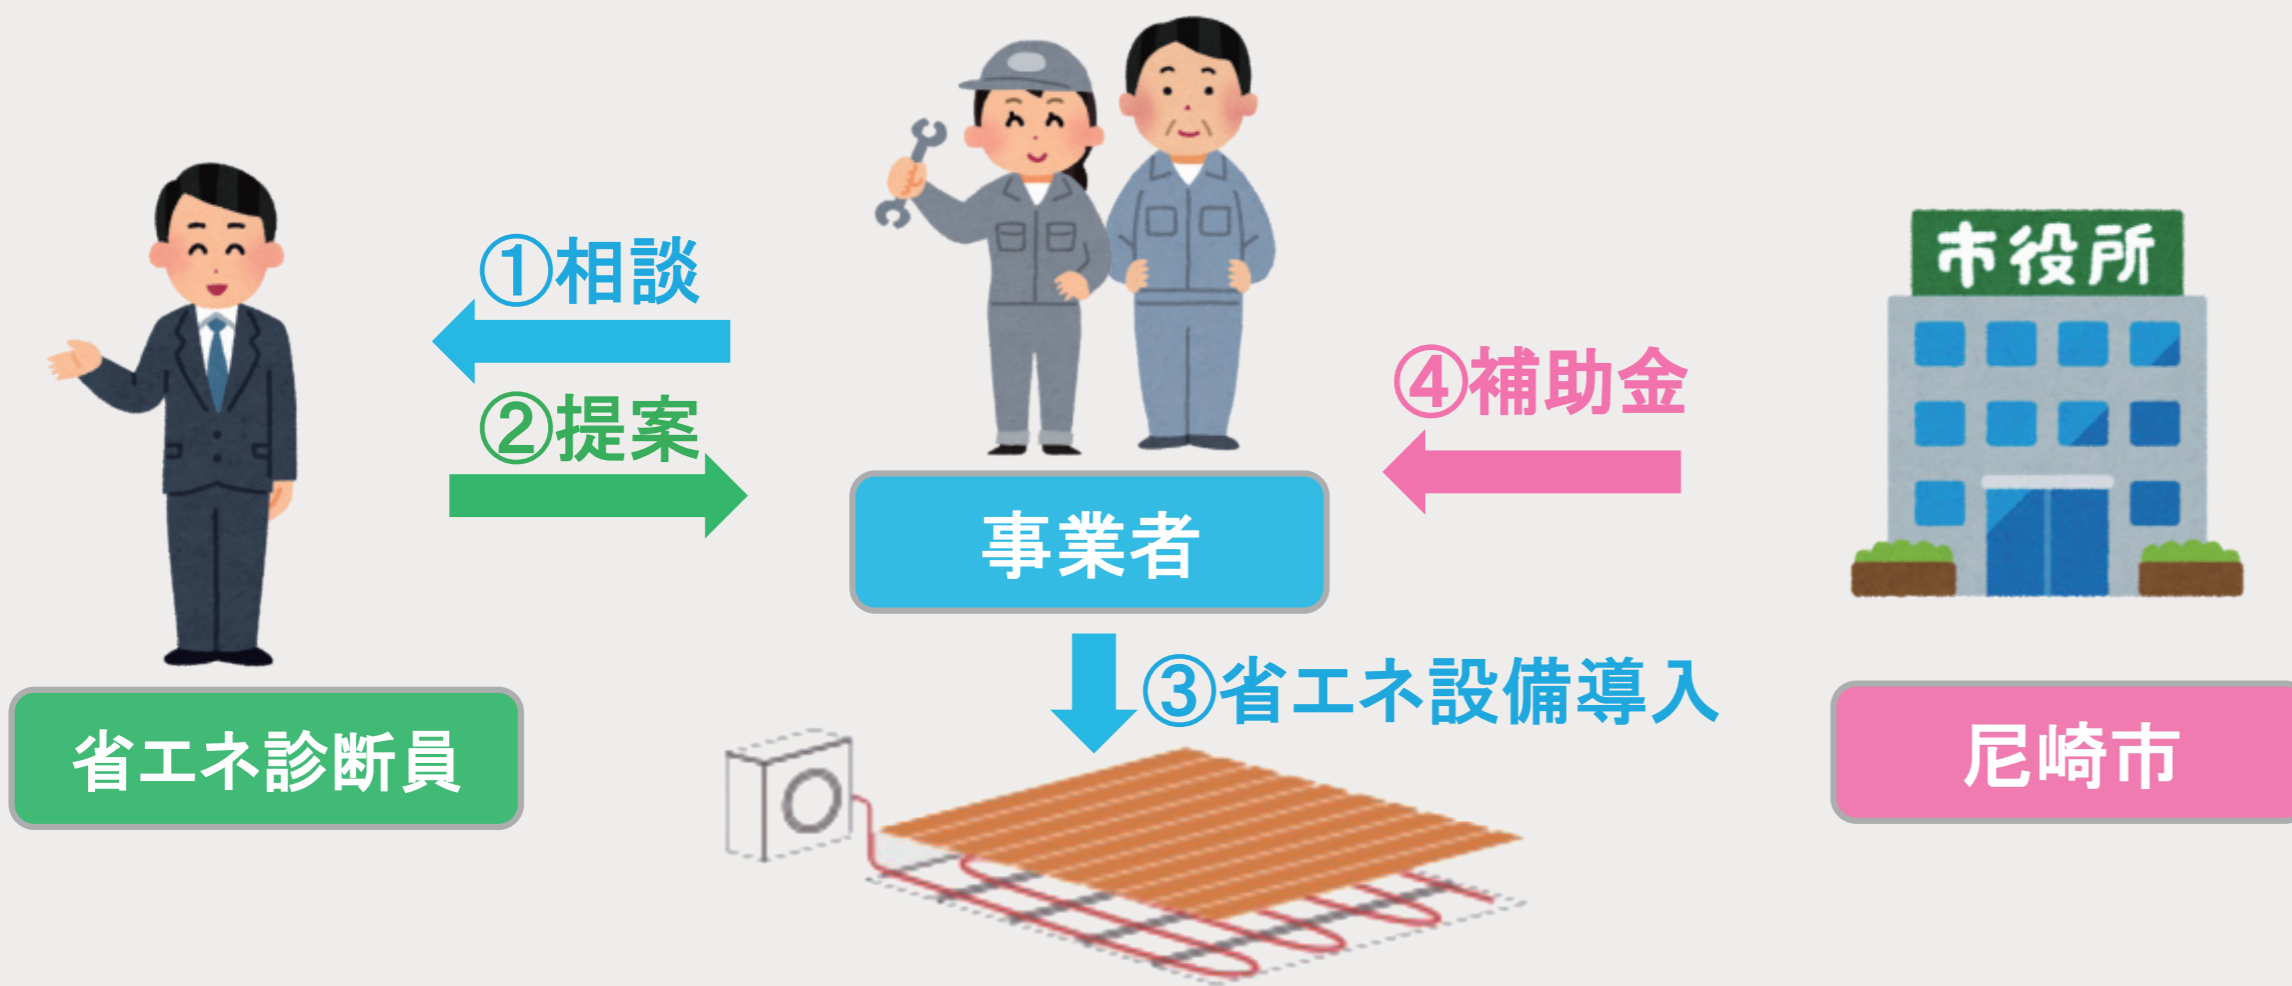 市役所
①相談
④補助金
②提案
事業者
③省エネ設備導入
省エネ診断員
尼崎市